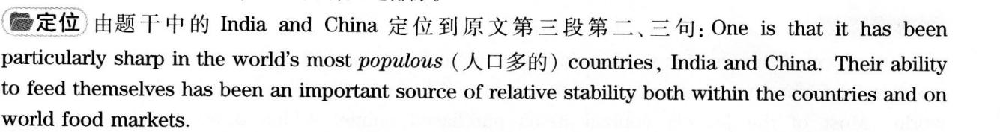 定位 由题干中的 India and China 定位到原文第三段第二、三句: One is that it has been
particularly sharp in the world's most populous (人口多的) countries, India and China. Their ability
to feed themselves has been an important source of relative stability both within the countries and on
world food markets.